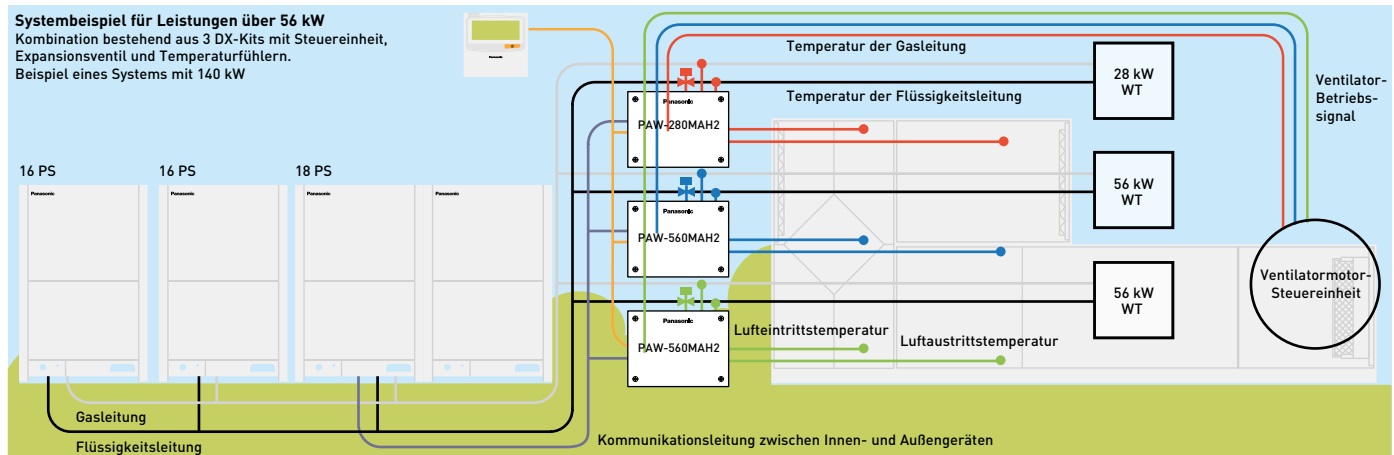 Systembeispiel für Leistungen über 56 kW
Kombination bestehend aus 3 DX-Kits mit Steuereinheit,
Expansionsventil und Temperaturfühlern.
Beispiel eines Systems mit 140 kW
Panasonic
Temperatur der Gasleitung
Temperatur der Flüssigkeitsleitung
28 kW
WT
Ventilator-
Betriebs-
signal
Panasonic
PAW-280MAH2
16 PS
16 PS
18 PS
Panasonic
Panasonic
Panasonic
Panasonic
Panasonic
PAW-560MAH2
56 kW
WT
Ventilatormotor-
Steuereinheit
56 kW
WT
Panasonic
PAW-560MAH2
Lufteintrittstemperatur
Luftaustrittstemperatur
Gasleitung
Flüssigkeitsleitung
Kommunikationsleitung zwischen Innen- und Außengeräten